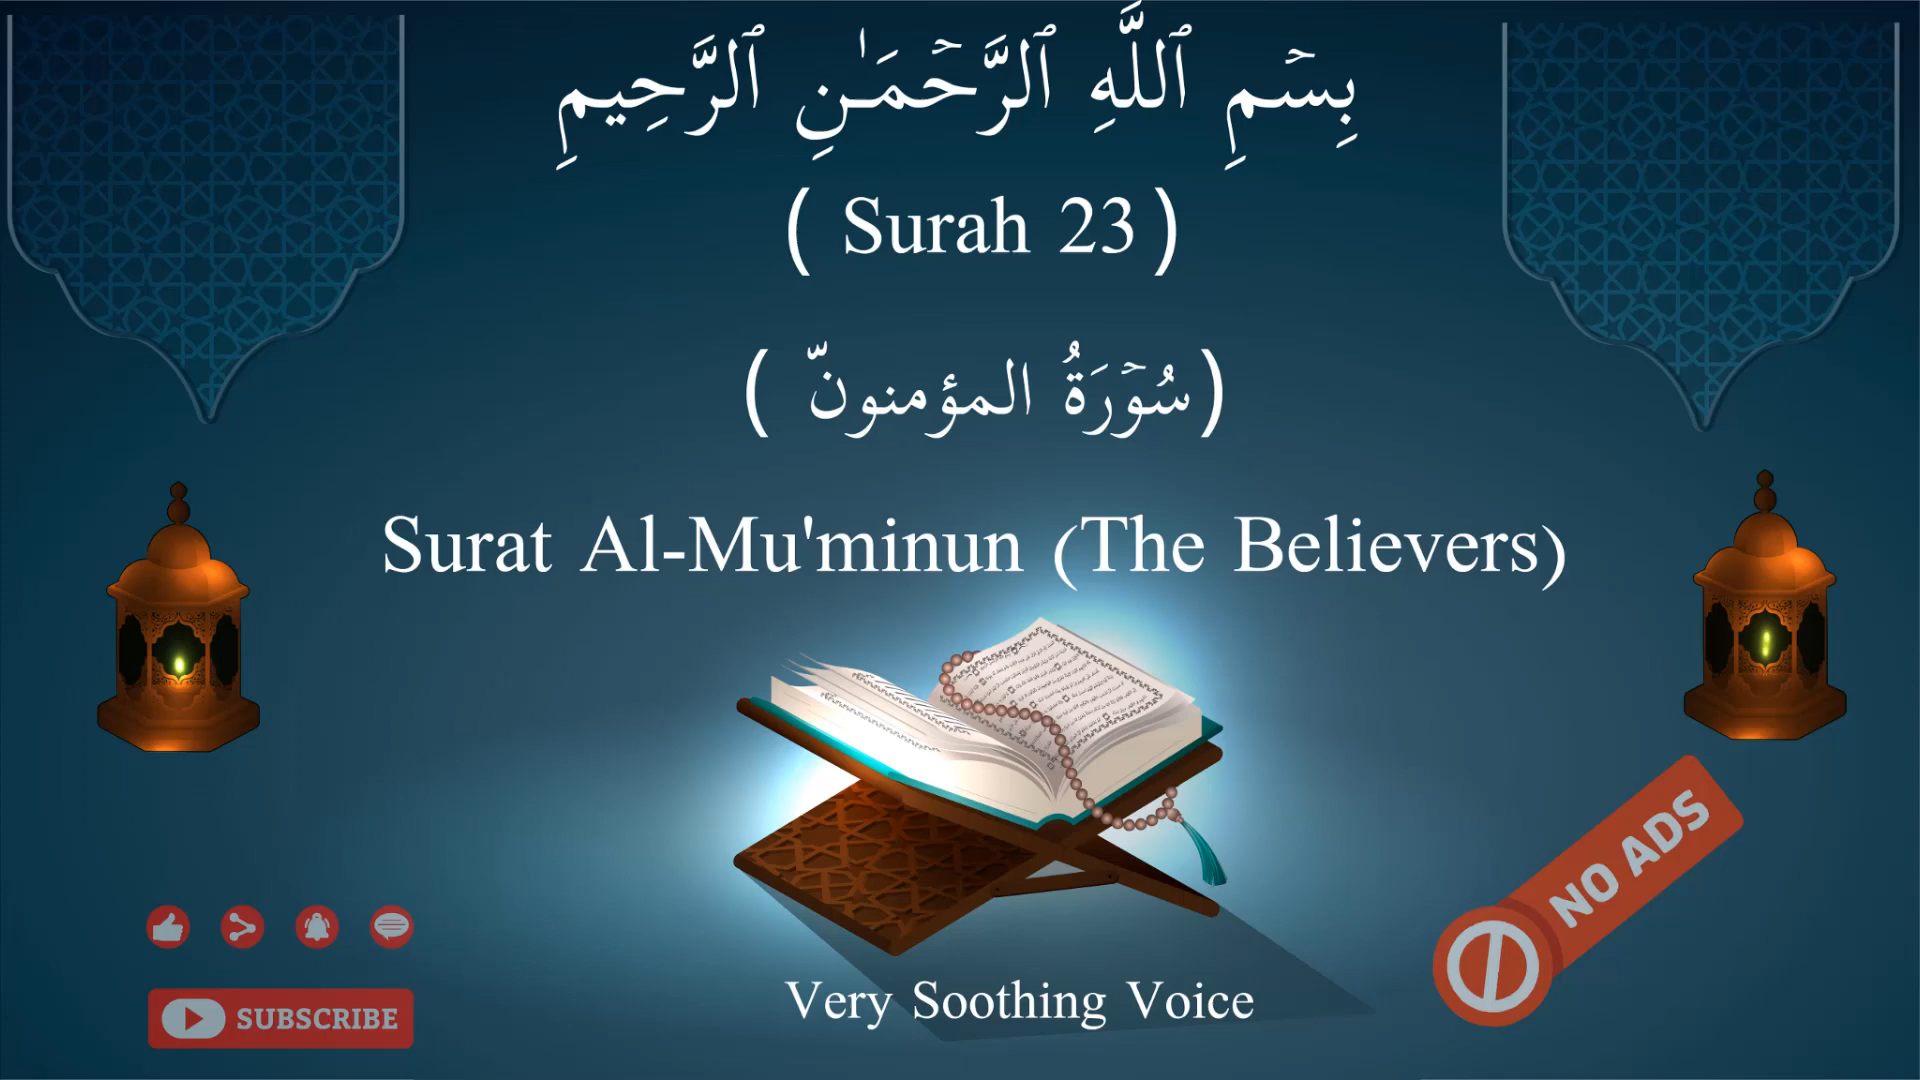 بِسۡمِ ٱللَّهِ ٱلرَّحۡمَـٰنِ ٱلرَّحِيمِ
( Surah 23 )
(سُوۡرَةُ المؤمنونّ )
Surat Al-Mu'minun (The Believers)
NO ADS
Very Soothing Voice
SUBSCRIBE